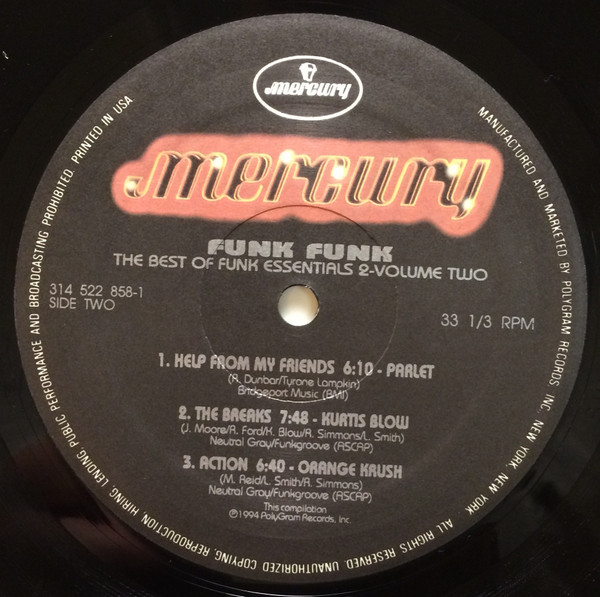 mercury
mercury
FUNK FUNK
THE BEST OF FUNK ESSENTIALS 2-VOLUME TWO
314 522 858-1
SIDE TWO
33 1/3 RPM
1. HELP FROM MY FRIENDS 6:10 - PARLET
(R. Dunbar/Tyrone Lampkin)
Bridgeport Music (BMI)
2. THE BREAKS 7:48 - KURTIS BLOW
(J. Moore/R. Ford/K. Blow/R. Simmons/L. Smith)
Neutral Gray/Funkgroove (ASCAP)
3. ACTION 6:40 - ORANGE KRUSH
(M. Reid/L. Smith/R. Simmons)
Neutral Gray/Funkgroove (ASCAP)
This compilation
℗1994 PolyGram Records, Inc.
MANUFACTURED AND MARKETED BY POLYGRAM RECORDS INC. NEW YORK, NEW YORK. ALL RIGHTS RESERVED. UNAUTHORIZED COPYING, REPRODUCTION, HIRING, LENDING, PUBLIC PERFORMANCE AND BROADCASTING PROHIBITED. PRINTED IN USA